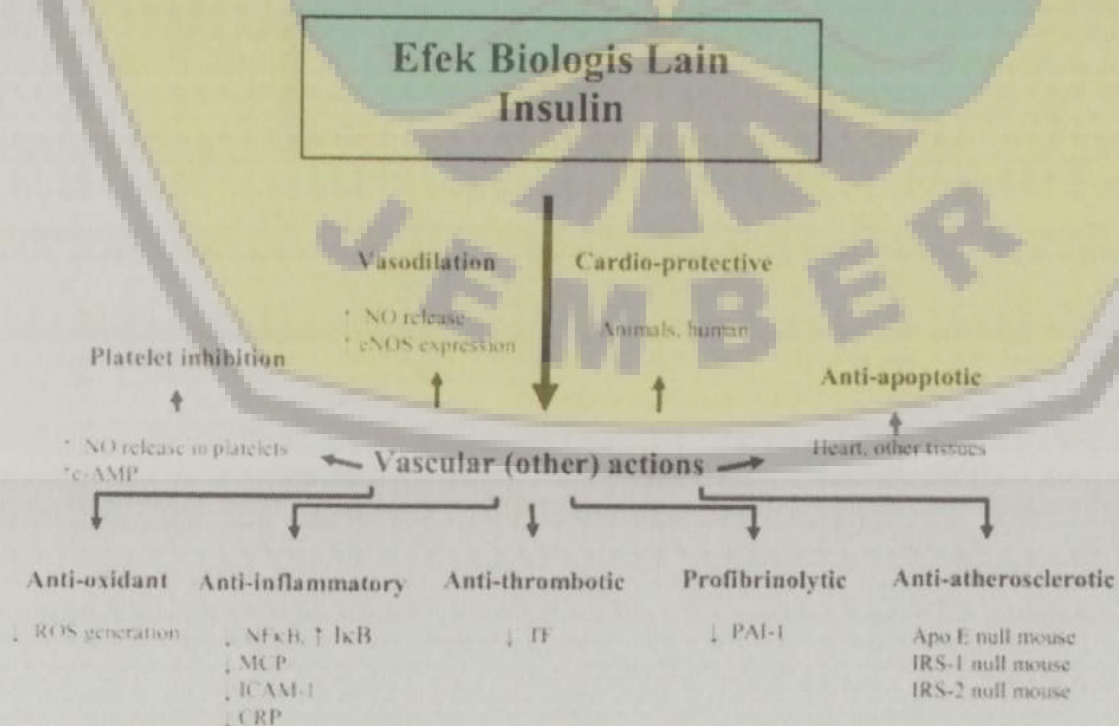 Efek Biologis Lain
Insulin
JEMBER
Vasodilation
Cardio-protective
↑ NO release
↑ eNOS expression
Animals, human
Platelet inhibition
Anti-apoptotic
↑ NO release in platelets
↑c-AMP
Heart, other tissues
Vascular (other) actions
Anti-oxidant
Anti-inflammatory
Anti-thrombotic
Profibrinolytic
Anti-atherosclerotic
↓ ROS generation
↓ NFκB, ↑ IκB
↓ MCP
↓ ICAM-1
↓ CRP
↓ TF
↓ PAI-1
Apo E null mouse
IRS-1 null mouse
IRS-2 null mouse